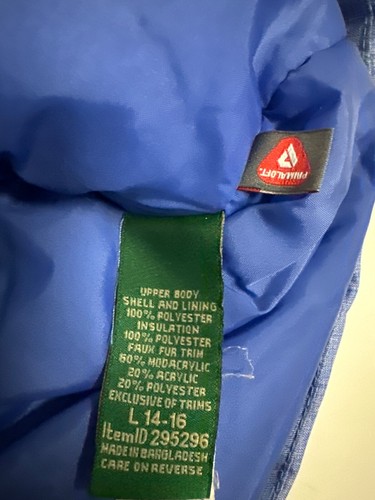 PRIMALOFT.
UPPER BODY
SHELL AND LINING
100% POLYESTER
INSULATION
100% POLYESTER
FAUX FUR TRIM
60% MODACRYLIC
20% ACRYLIC
20% POLYESTER
EXCLUSIVE OF TRIMS
L 14-16
ItemID 295296
MADE IN BANGLADESH
CARE ON REVERSE